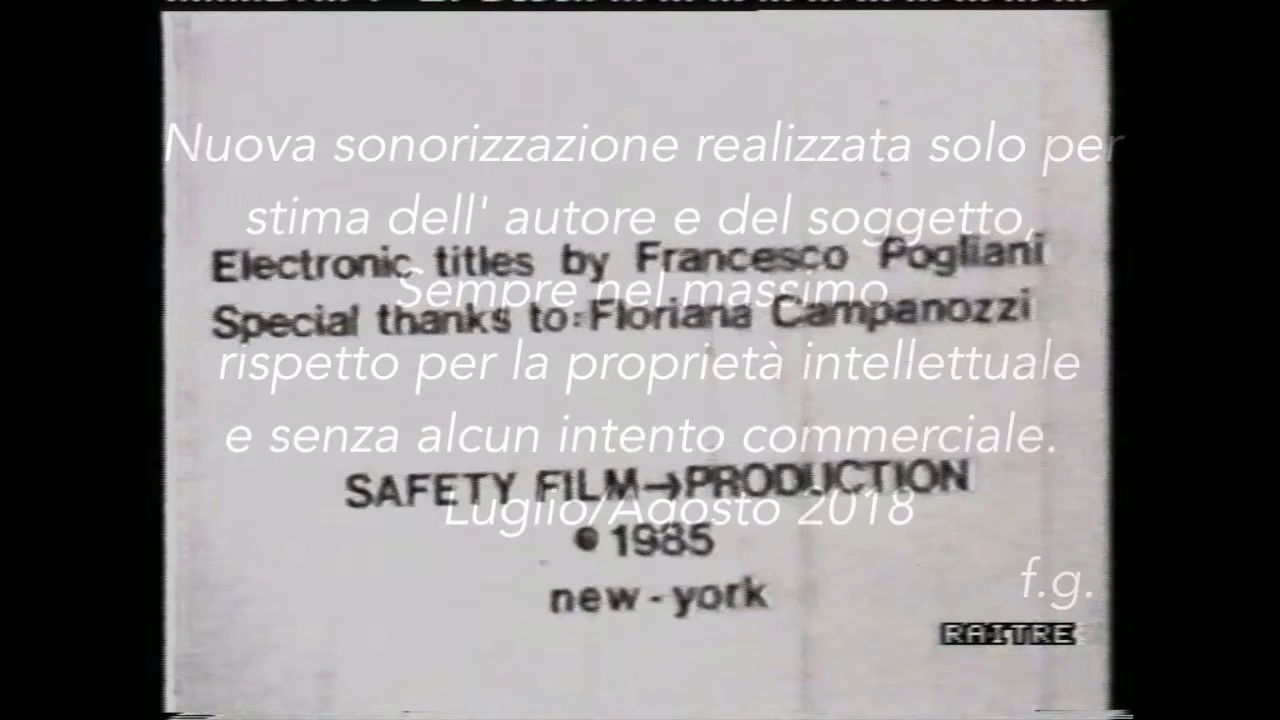 Nuova sonorizzazione realizzata solo per
stima dell' autore e del soggetto,
Electronic titles by Francesco Pogliani
Sempre nel massimo
Special thanks to: Floriana Campanozzi
rispetto per la proprietà intellettuale
e senza alcun intento commerciale.
SAFETY FILM→PRODUCTION
Luglio/Agosto 2018
© 1985
f.g.
new-york
RAITRE